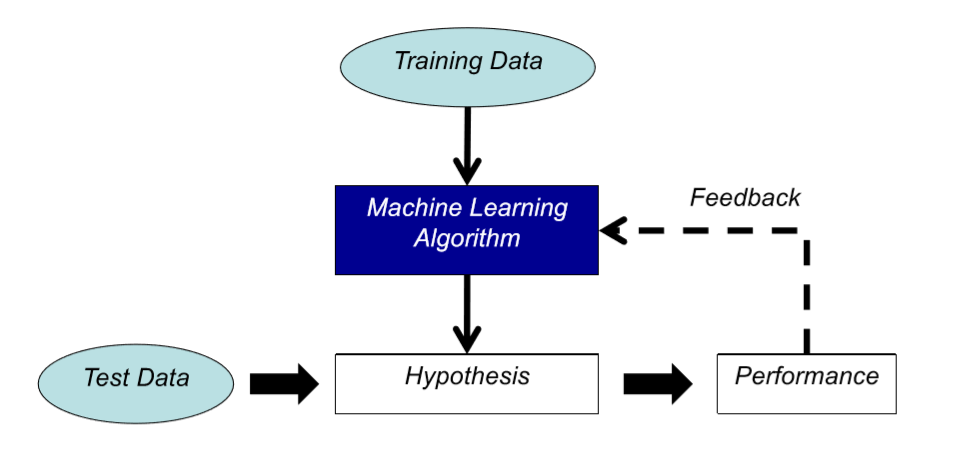 Training Data
Machine Learning
Algorithm
Feedback
Test Data
Hypothesis
Performance